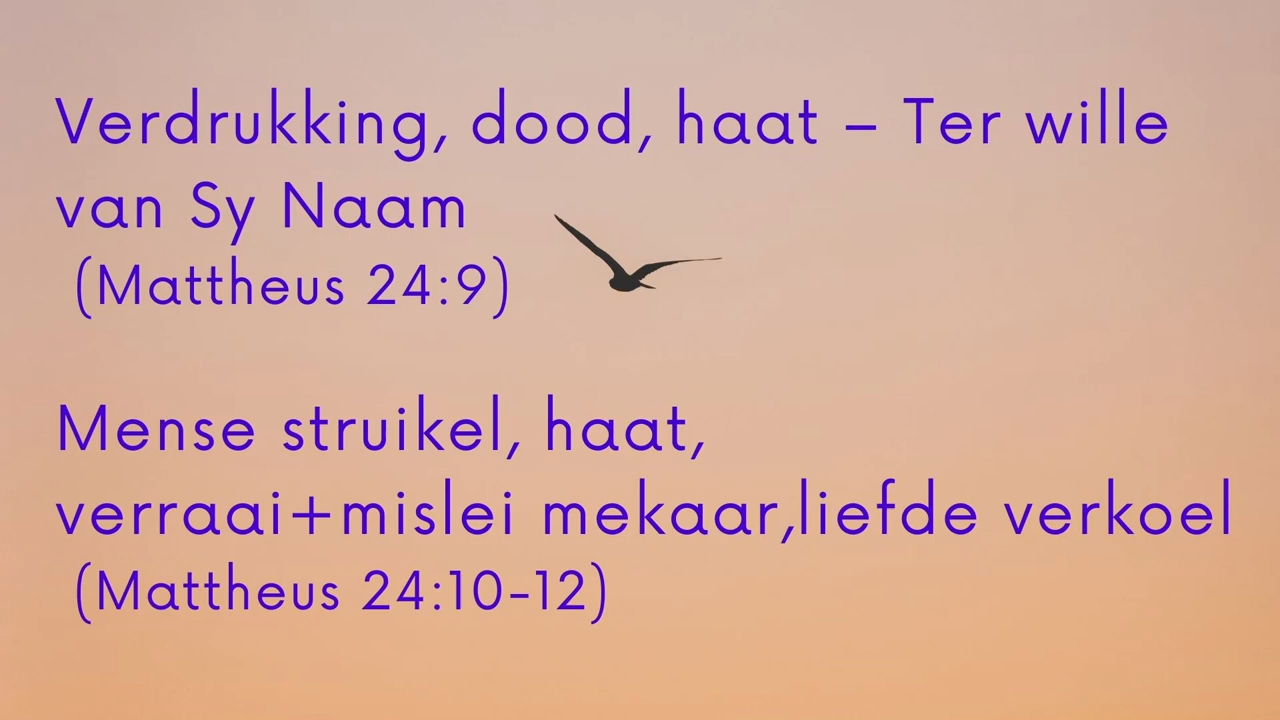 Verdrukking, dood, haat – Ter wille
van Sy Naam
(Mattheus 24:9)
Mense struikel, haat,
verraai+mislei mekaar,liefde verkoel
(Mattheus 24:10-12)